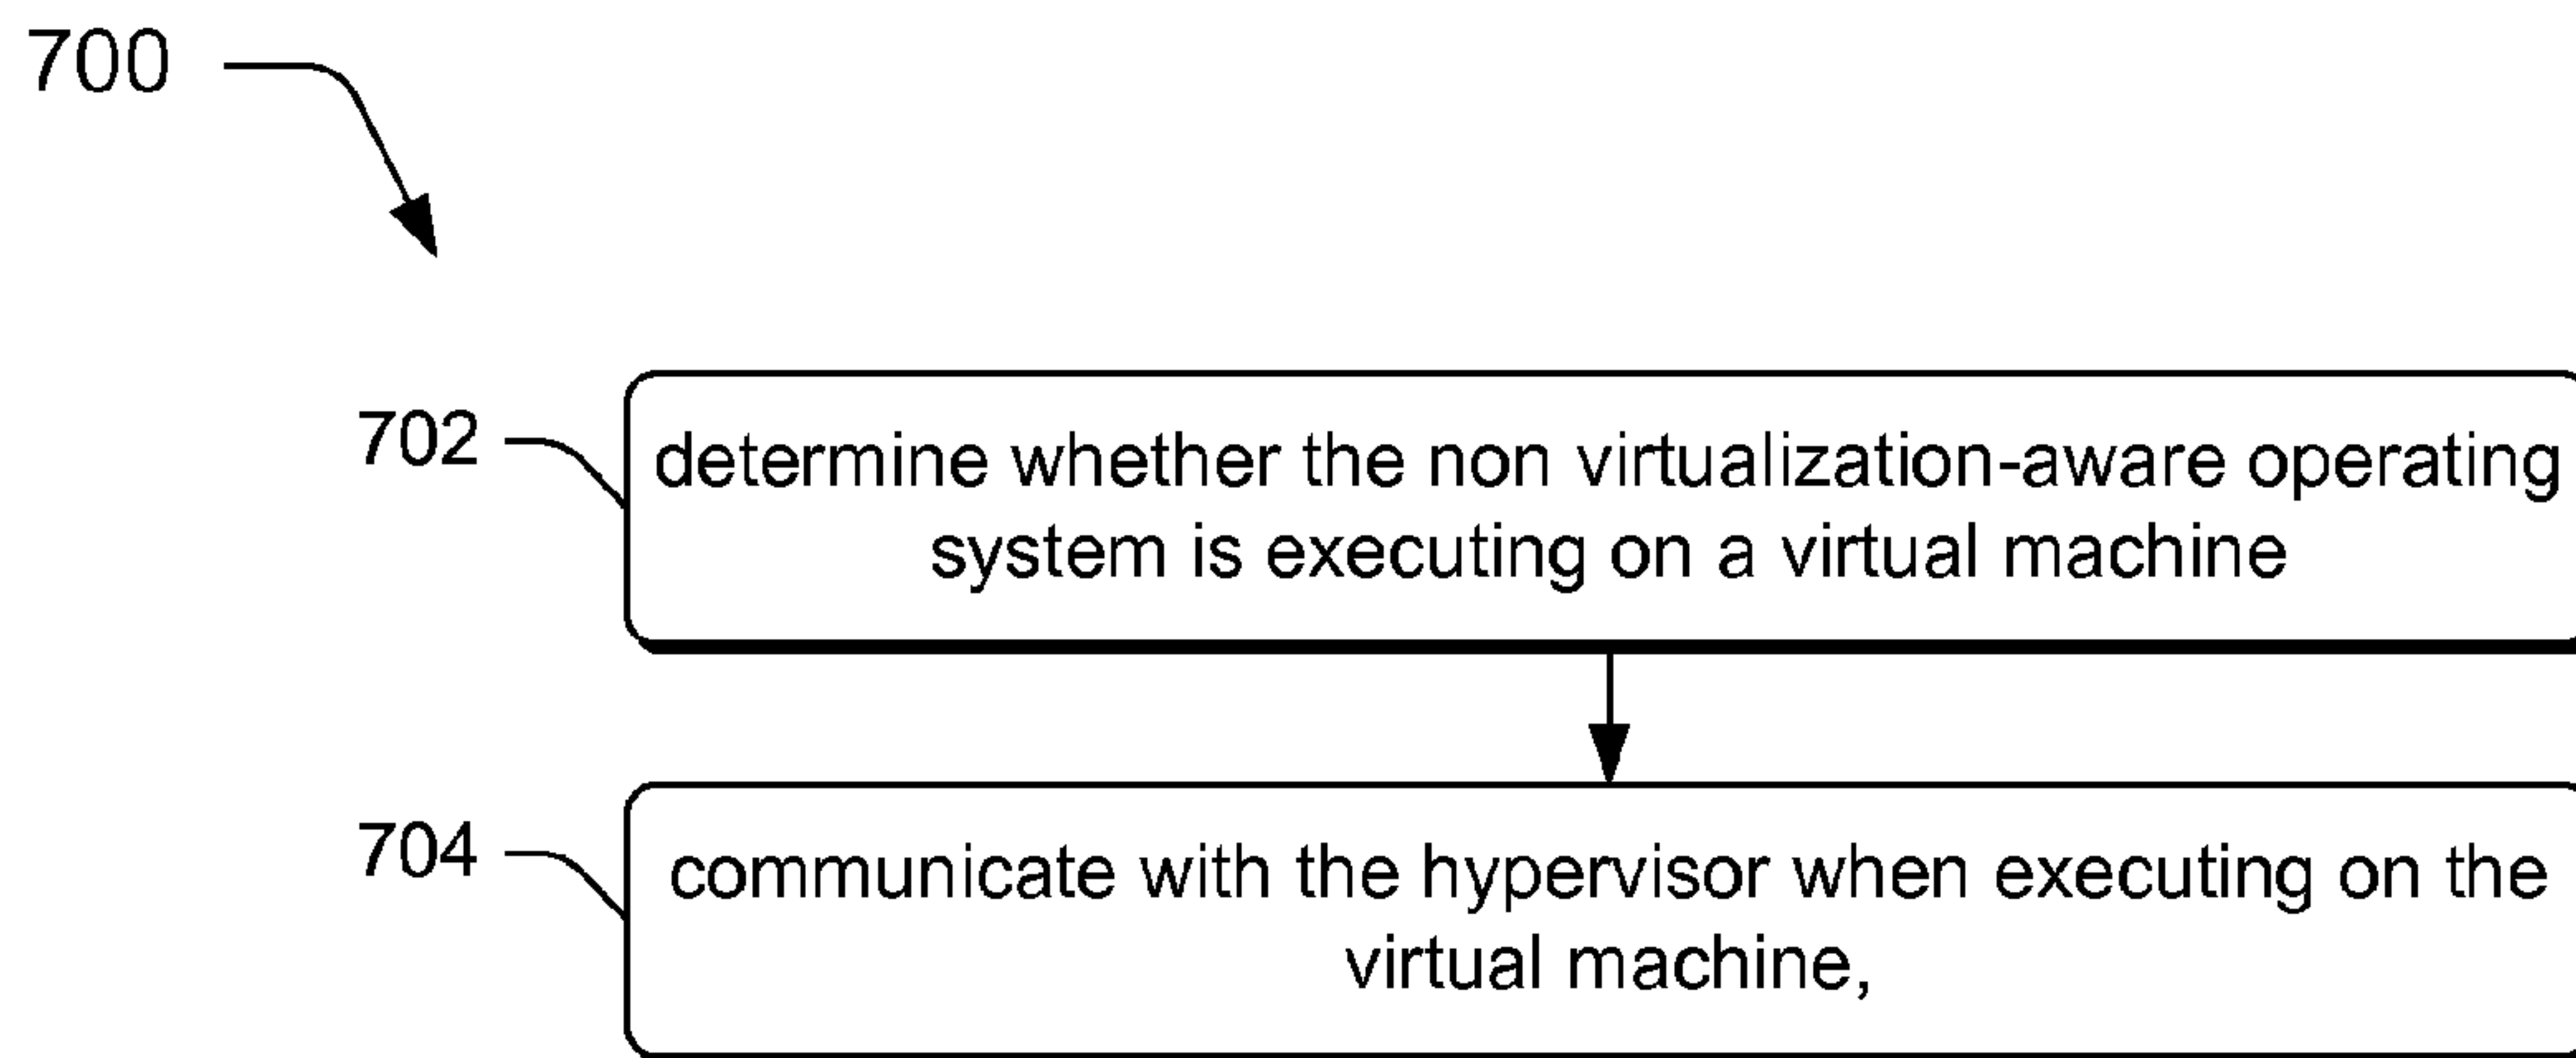 700
702
determine whether the non virtualization-aware operating
system is executing on a virtual machine
704
communicate with the hypervisor when executing on the
virtual machine,